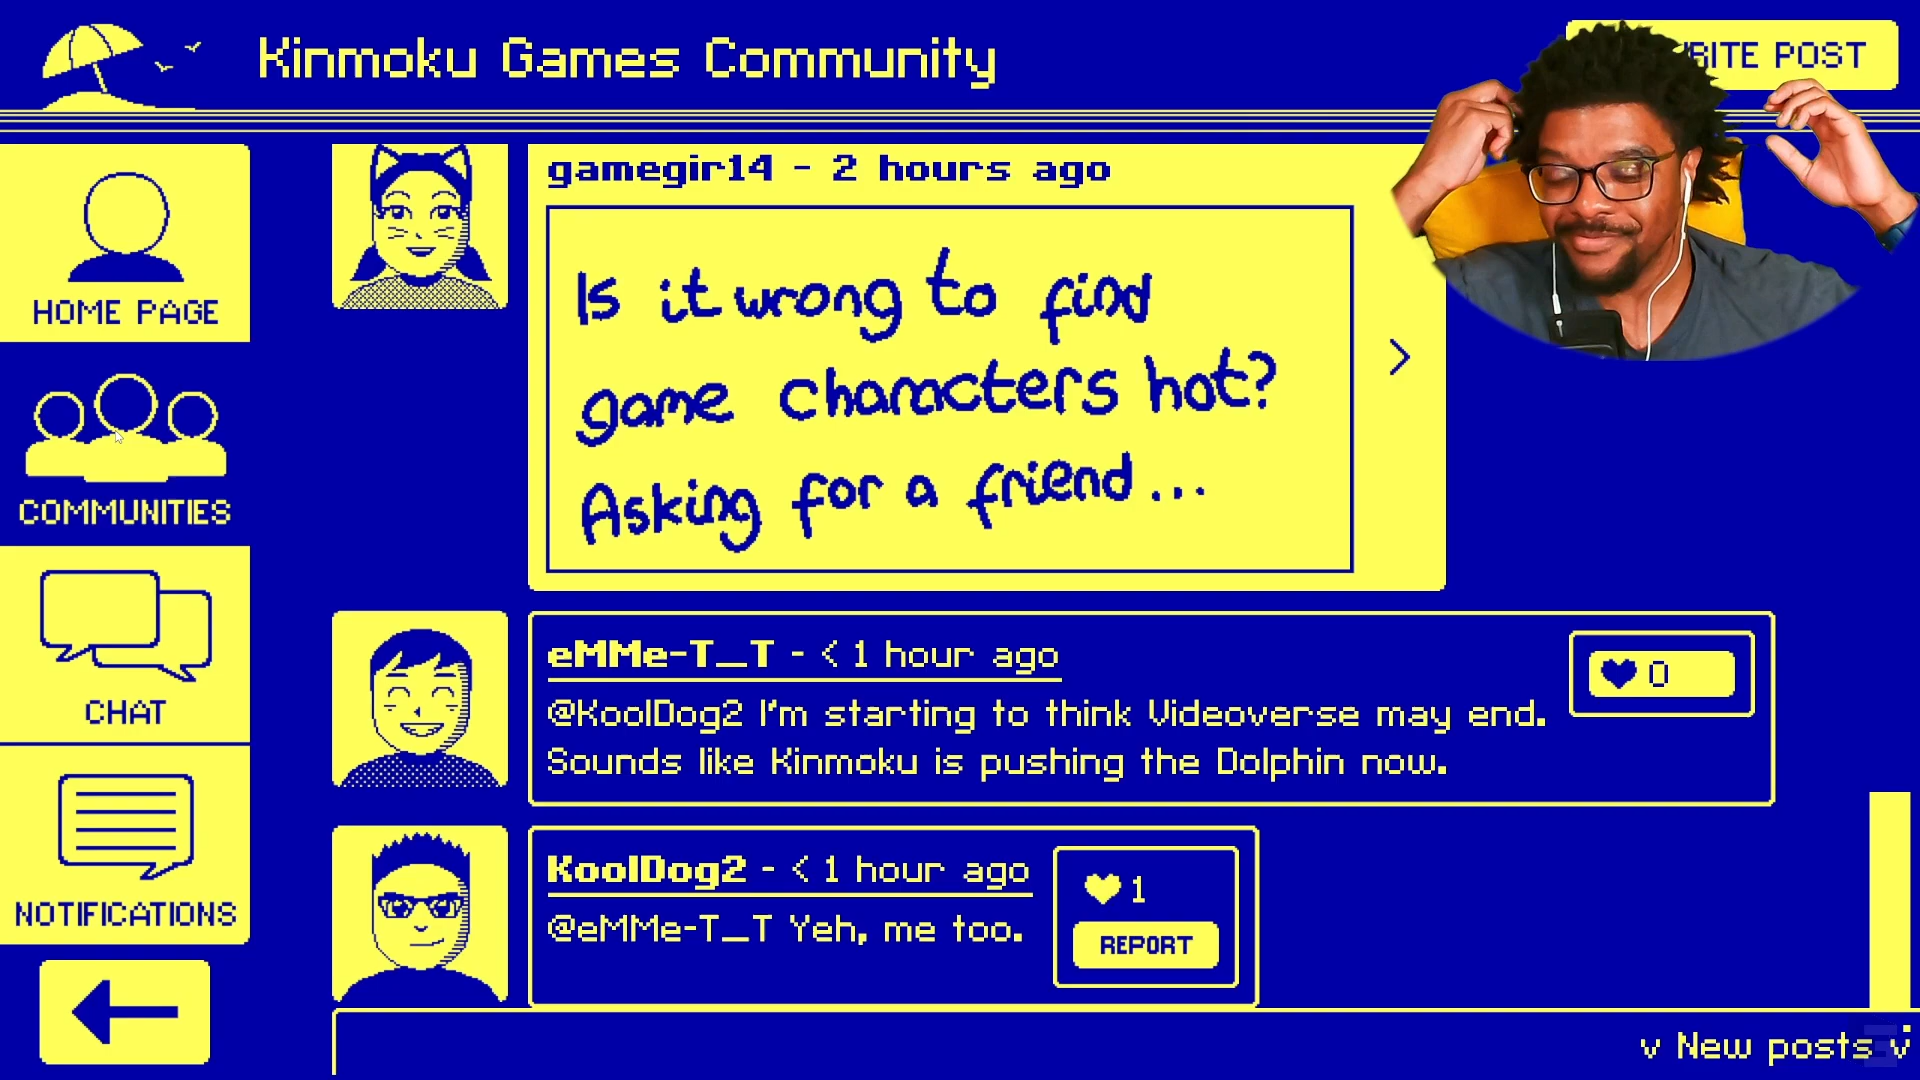 Kinmoku Games Community
RITE POST
HOME PAGE
COMMUNITIES
CHAT
NOTIFICATIONS
gamegir14 - 2 hours ago
Is it wrong to find
game characters hot?
Asking for a friend...
eMMe-T_T - < 1 hour ago
0
@KoolDog2 I'm starting to think Videoverse may end.
Sounds like Kinmoku is pushing the Dolphin now.
KoolDog2 - < 1 hour ago
1
@eMMe-T_T Yeh, me too.
REPORT
v New posts v